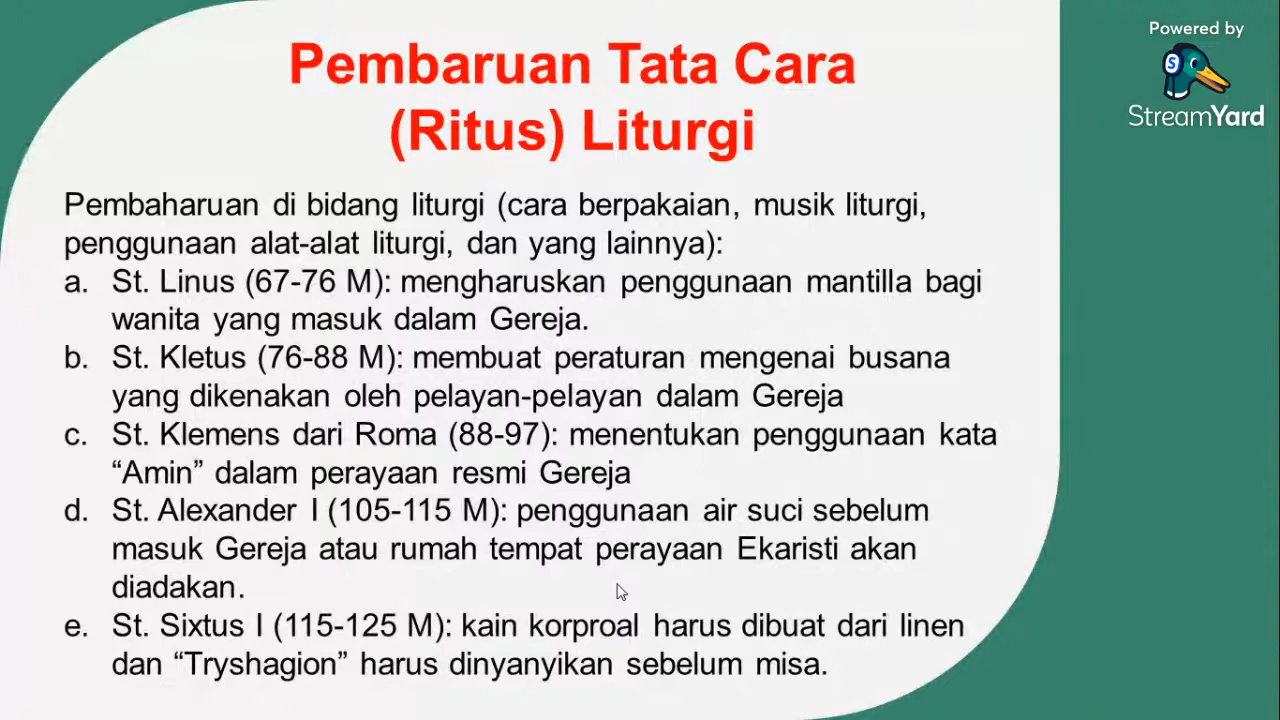 Pembaruan Tata Cara
(Ritus) Liturgi
Powered by
StreamYard
Pembaharuan di bidang liturgi (cara berpakaian, musik liturgi,
penggunaan alat-alat liturgi, dan yang lainnya):
a. St. Linus (67-76 M): mengharuskan penggunaan mantilla bagi
wanita yang masuk dalam Gereja.
b. St. Kletus (76-88 M): membuat peraturan mengenai busana
yang dikenakan oleh pelayan-pelayan dalam Gereja
c. St. Klemens dari Roma (88-97): menentukan penggunaan kata
“Amin” dalam perayaan resmi Gereja
d. St. Alexander I (105-115 M): penggunaan air suci sebelum
masuk Gereja atau rumah tempat perayaan Ekaristi akan
diadakan.
e. St. Sixtus I (115-125 M): kain korproal harus dibuat dari linen
dan “Tryshagion” harus dinyanyikan sebelum misa.